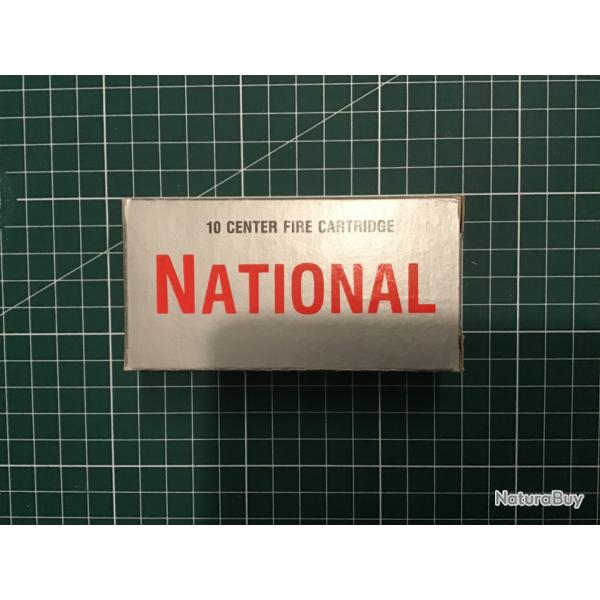 10 CENTER FIRE CARTRIDGE
NATIONAL
NaturaBuy